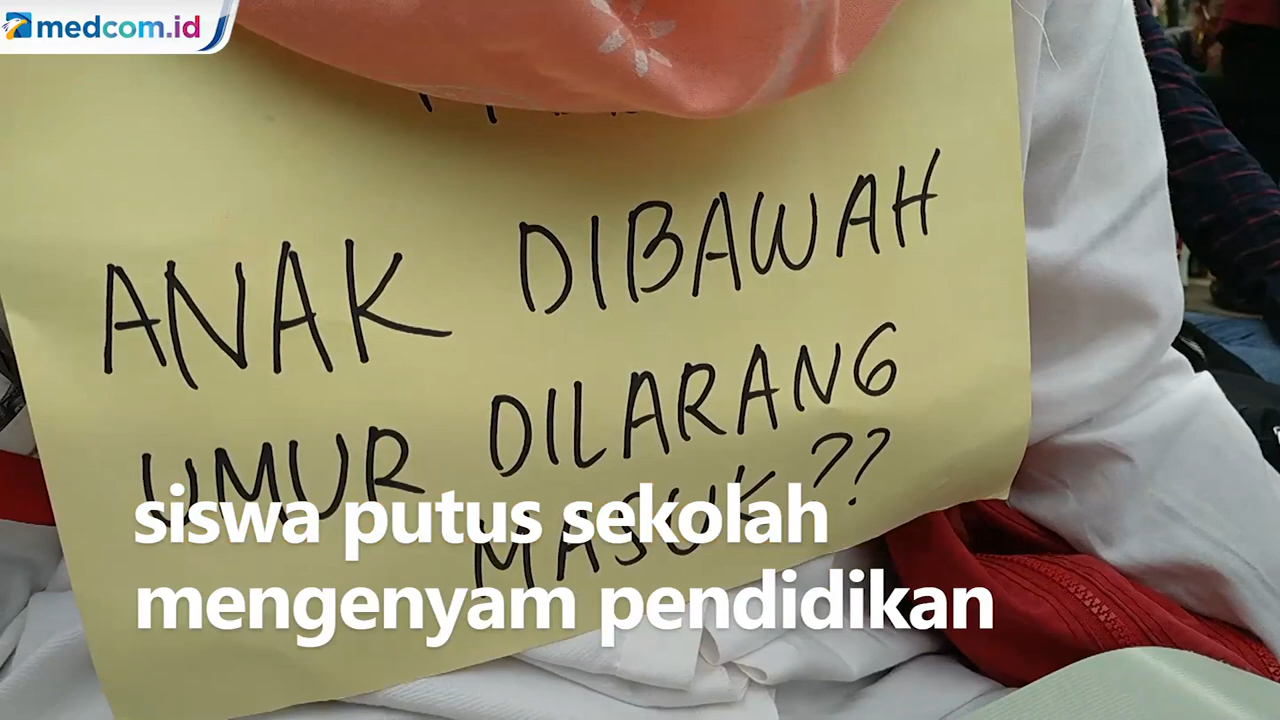 medcom.id
ANAK DIBAWAH
UMUR DILARANG
MASUK??
siswa putus sekolah
mengenyam pendidikan